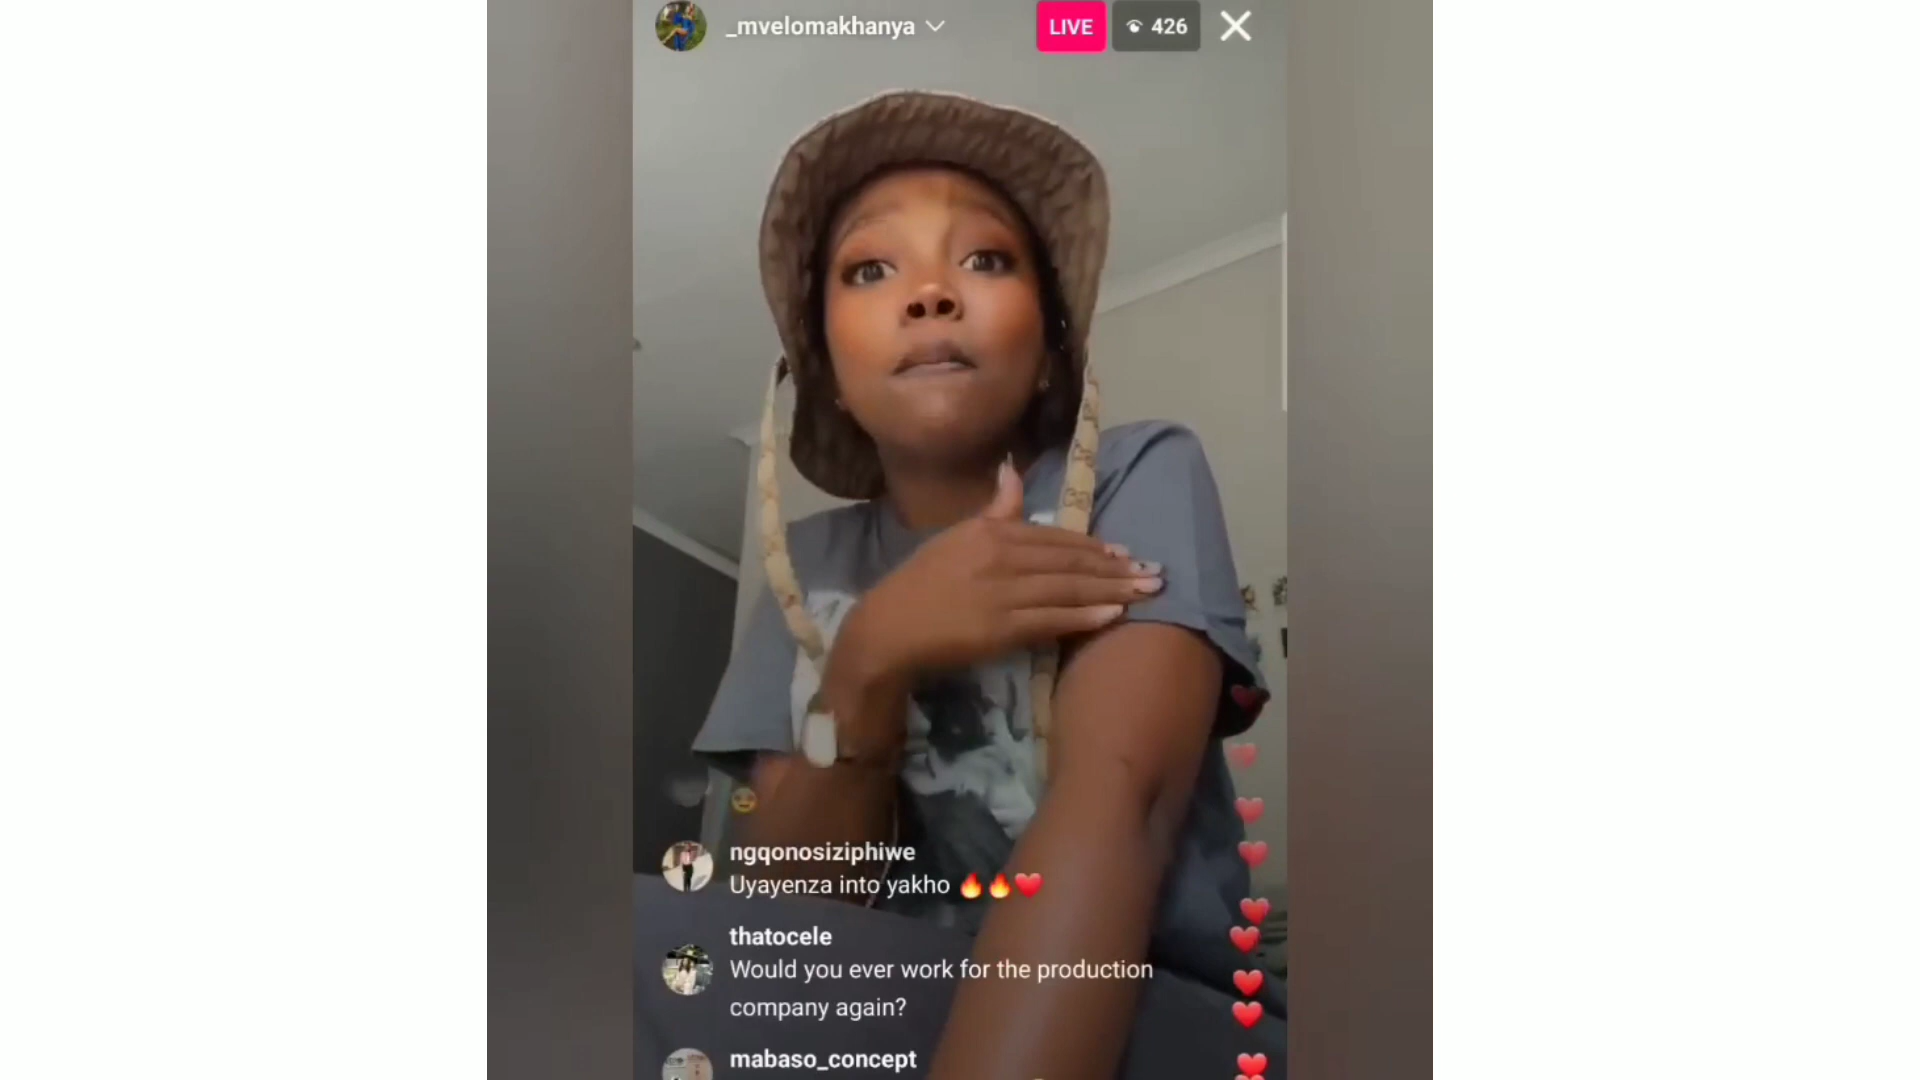 _mvelomakhanya
LIVE
426
ngqonosiziphiwe
Uyayenza into yakho 🔥🔥❤️
thatocele
Would you ever work for the production
company again?
mabaso_concept